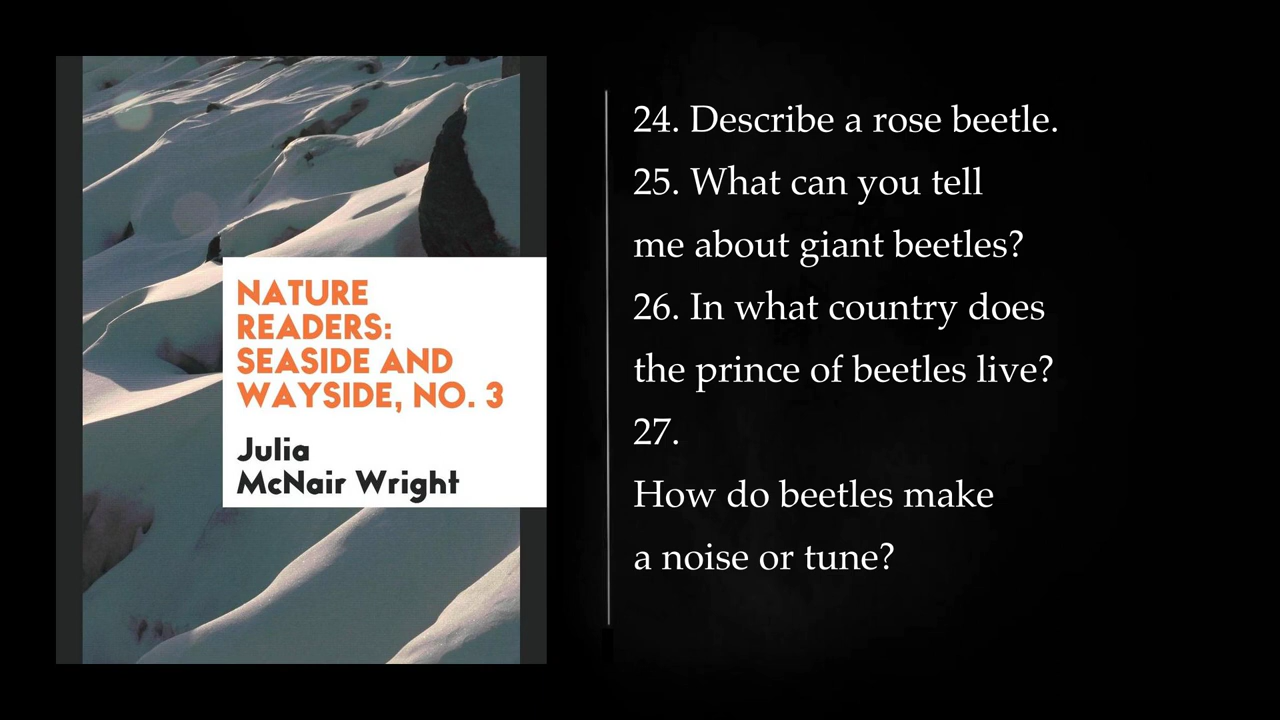 NATURE
READERS:
SEASIDE AND
WAYSIDE, NO. 3
Julia
McNair Wright
24. Describe a rose beetle.
25. What can you tell
me about giant beetles?
26. In what country does
the prince of beetles live?
27.
How do beetles make
a noise or tune?